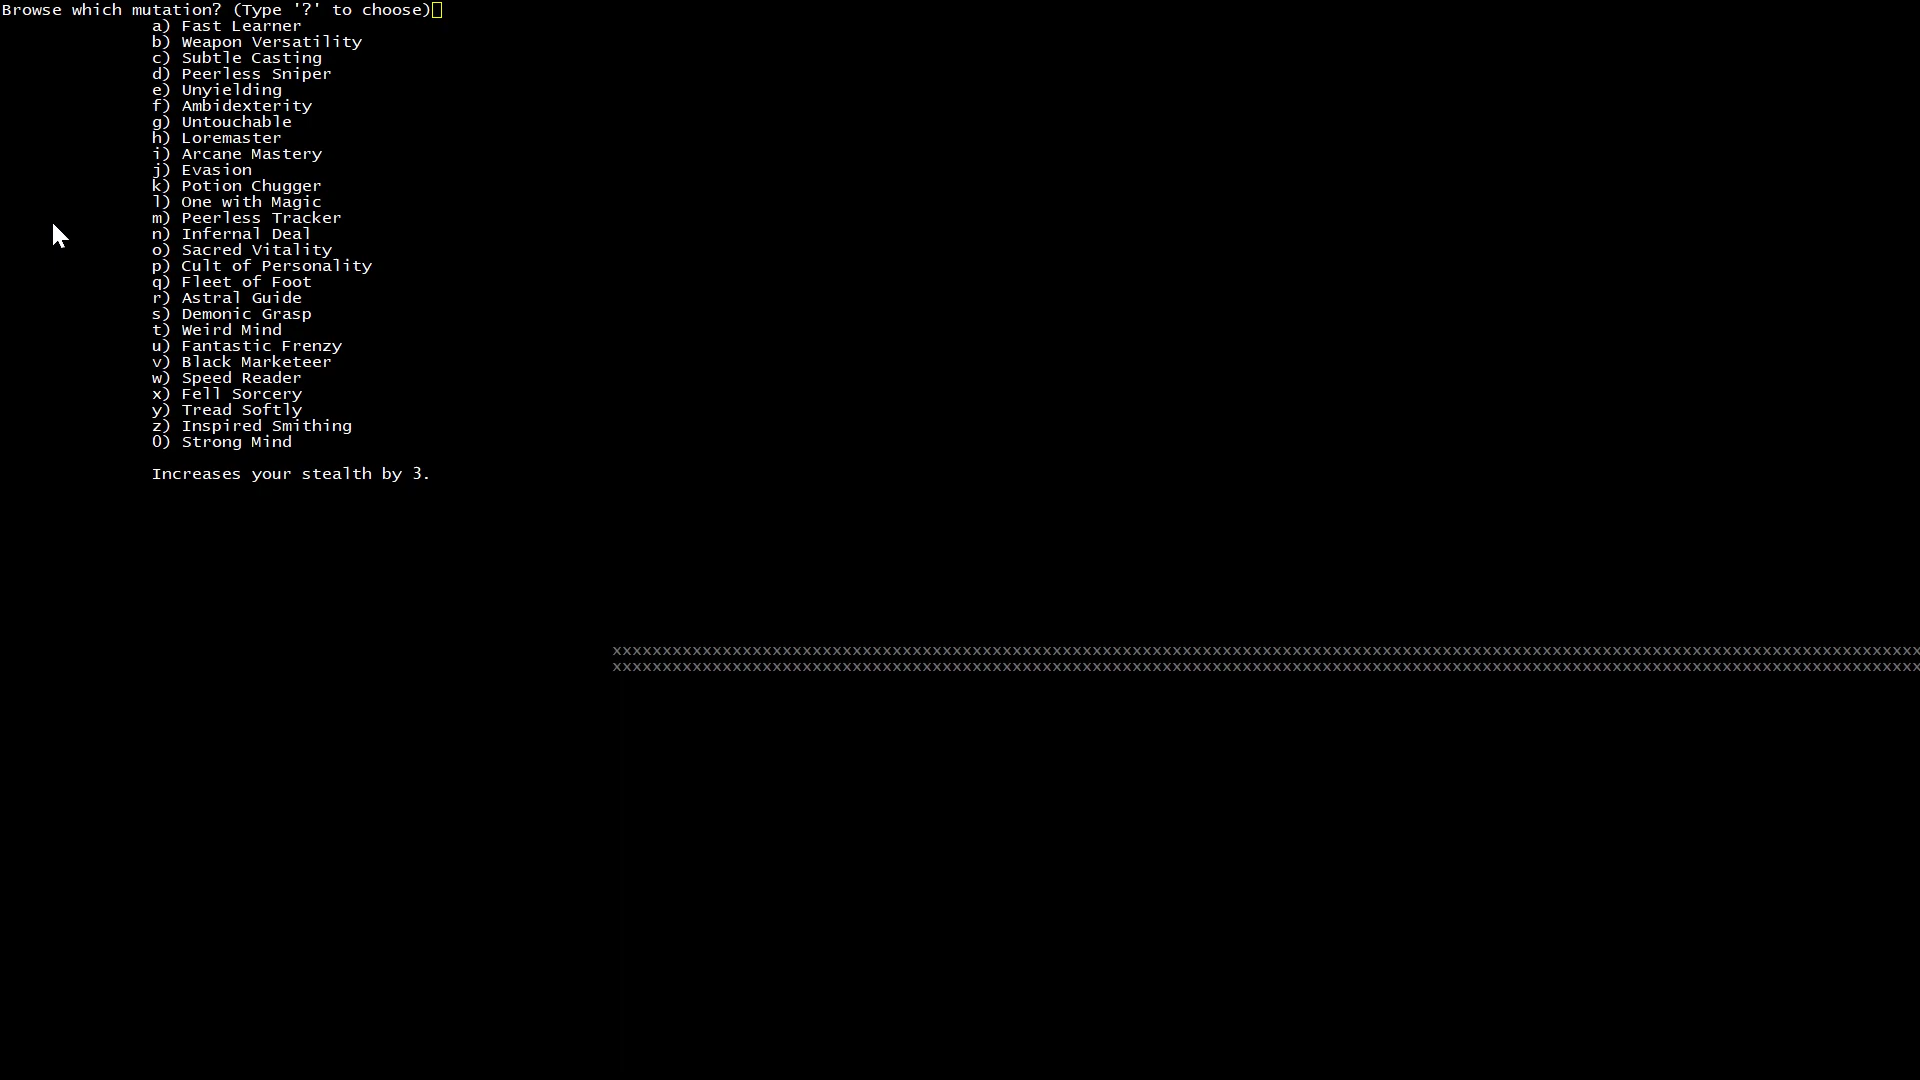 Browse which mutation? (Type '?' to choose)
a) Fast Learner
b) Weapon Versatility
c) Subtle Casting
d) Peerless Sniper
e) Unyielding
f) Ambidexterity
g) Untouchable
h) Loremaster
i) Arcane Mastery
j) Evasion
k) Potion Chugger
l) One with Magic
m) Peerless Tracker
n) Infernal Deal
o) Sacred Vitality
p) Cult of Personality
q) Fleet of Foot
r) Astral Guide
s) Demonic Grasp
t) Weird Mind
u) Fantastic Frenzy
v) Black Marketeer
w) Speed Reader
x) Fell Sorcery
y) Tread Softly
z) Inspired Smithing
0) Strong Mind
Increases your stealth by 3.
xxxxxxxxxxxxxxxxxxxxxxxxxxxxxxxxxxxxxxxxxxxxxxxxxxxxxxxxxxxxxxxxxxxxxxxxxxxxxxxxxxxxxxxxxxxxxxxxxxxxxxxxxxxxxxxxxxxxxxxxxxxxxxxxxxx
xxxxxxxxxxxxxxxxxxxxxxxxxxxxxxxxxxxxxxxxxxxxxxxxxxxxxxxxxxxxxxxxxxxxxxxxxxxxxxxxxxxxxxxxxxxxxxxxxxxxxxxxxxxxxxxxxxxxxxxxxxxxxxxxxxx